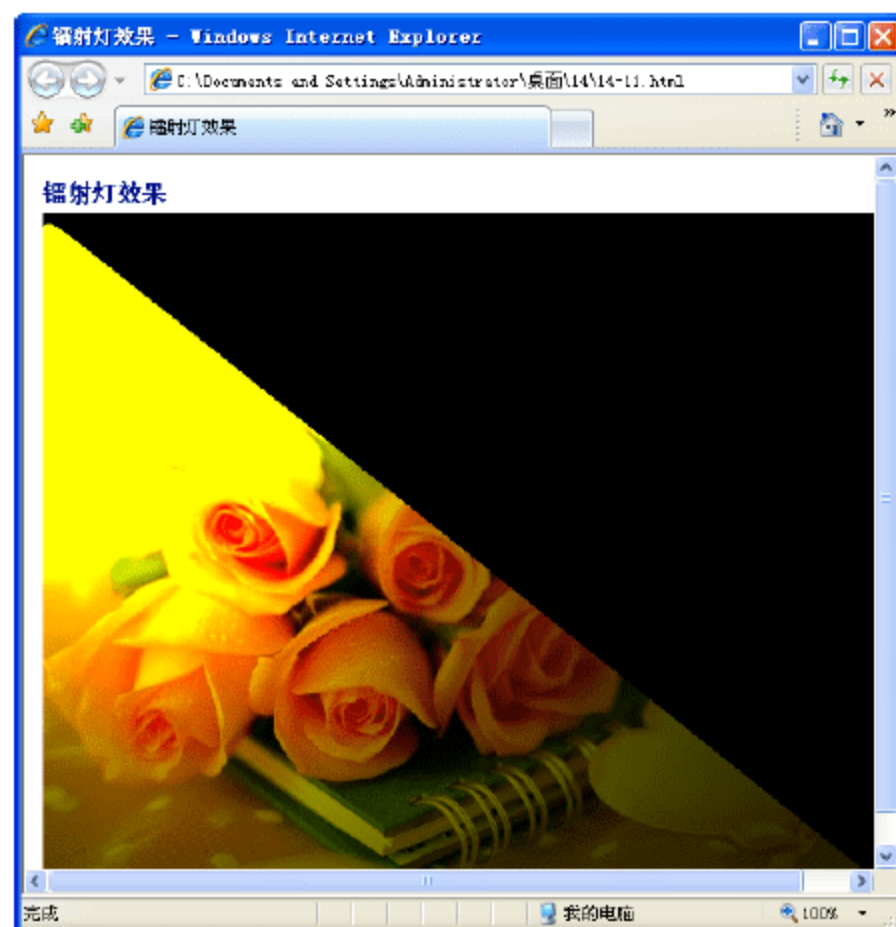 镭射灯效果 - Windows Internet Explorer
C:\Documents and Settings\Administrator\桌面\14\14-11.html
镭射灯效果
镭射灯效果
完成
我的电脑
100%